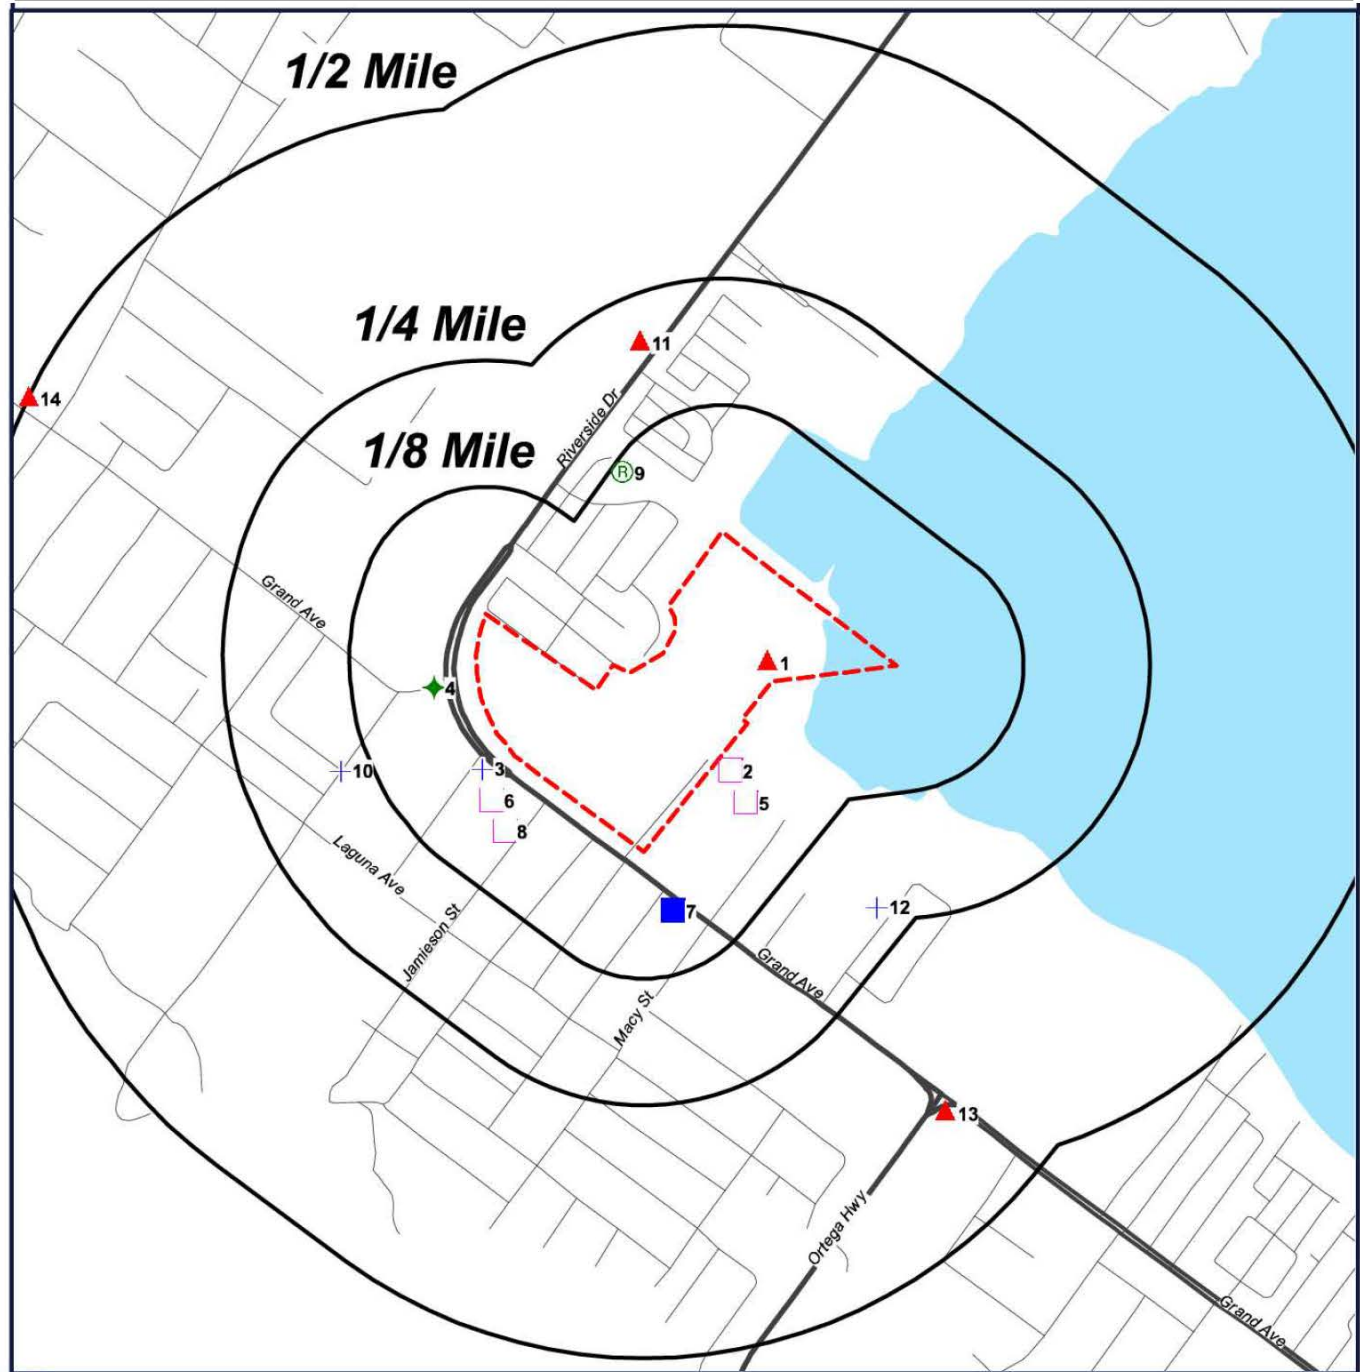 1/2 Mile
1/4 Mile
11
14
Riverside Dr
1/8 Mile
R 9
Grand Ave
1
4
10
3
2
6
5
8
Laguna Ave
7
12
Jamieson St
Grand Ave
Macy St
13
Ortega Hwy
Grand Ave